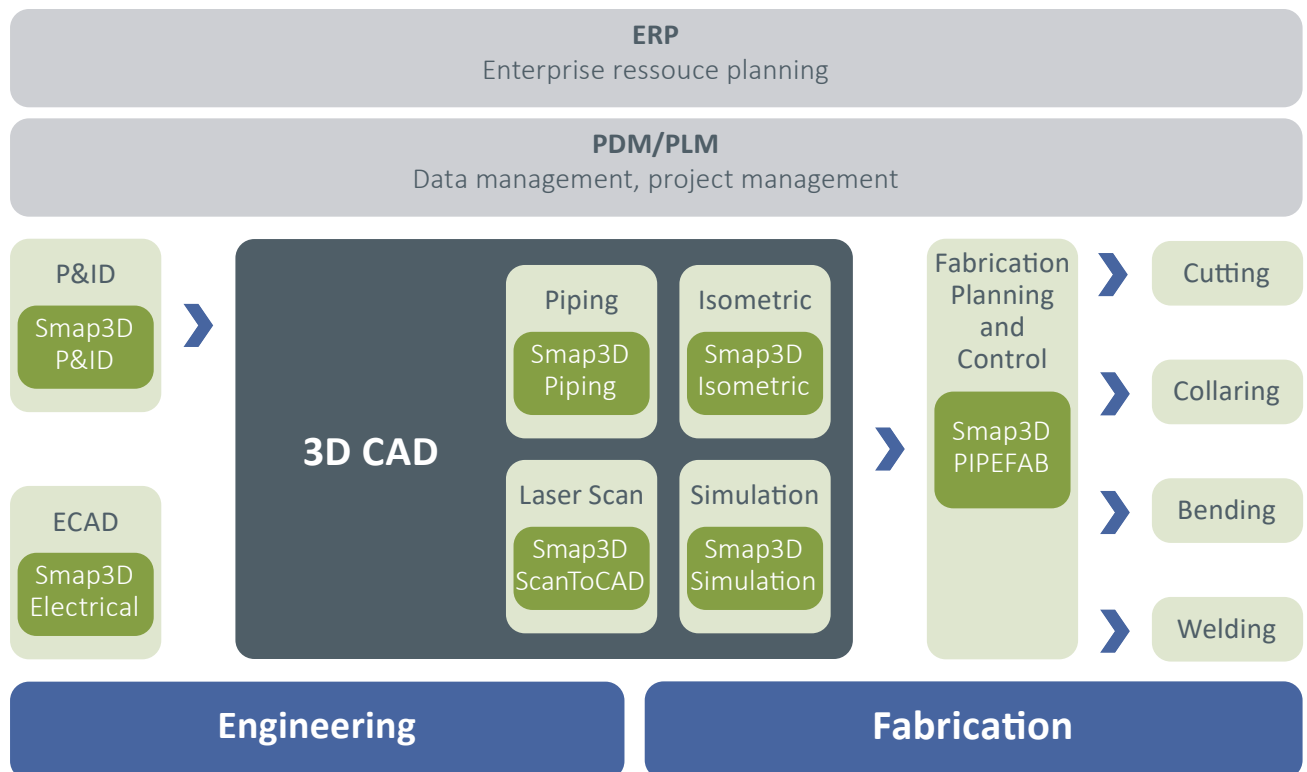 ERP
Enterprise ressouce planning
PDM/PLM
Data management, project management
P&ID
Smap3D
P&ID
ECAD
Smap3D
Electrical
3D CAD
Piping
Smap3D
Piping
Isometric
Smap3D
Isometric
Laser Scan
Smap3D
ScanToCAD
Simulation
Smap3D
Simulation
Fabrication
Planning
and
Control
Smap3D
PIPEFAB
Cutting
Collaring
Bending
Welding
Engineering
Fabrication